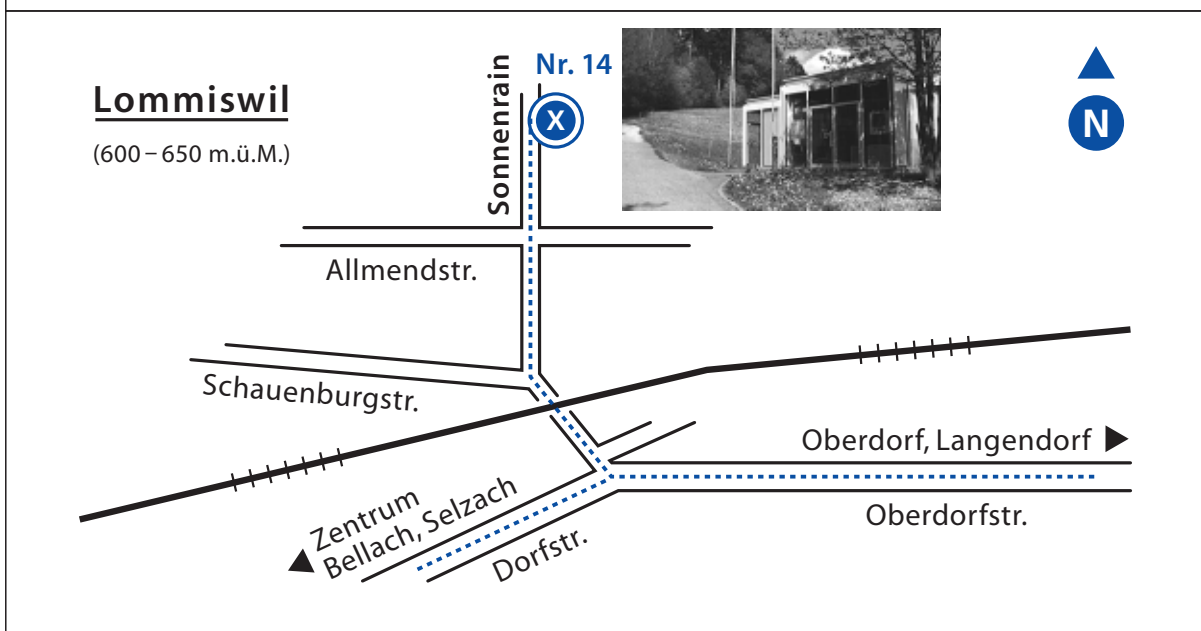 Lommiswil
(600–650 m.ü.M.)
Sonnenrain
Nr. 14
X
N
Allmendstr.
Schauenburgstr.
Oberdorf, Langendorf
Oberdorfstr.
Zentrum
Bellach, Selzach
Dorfstr.